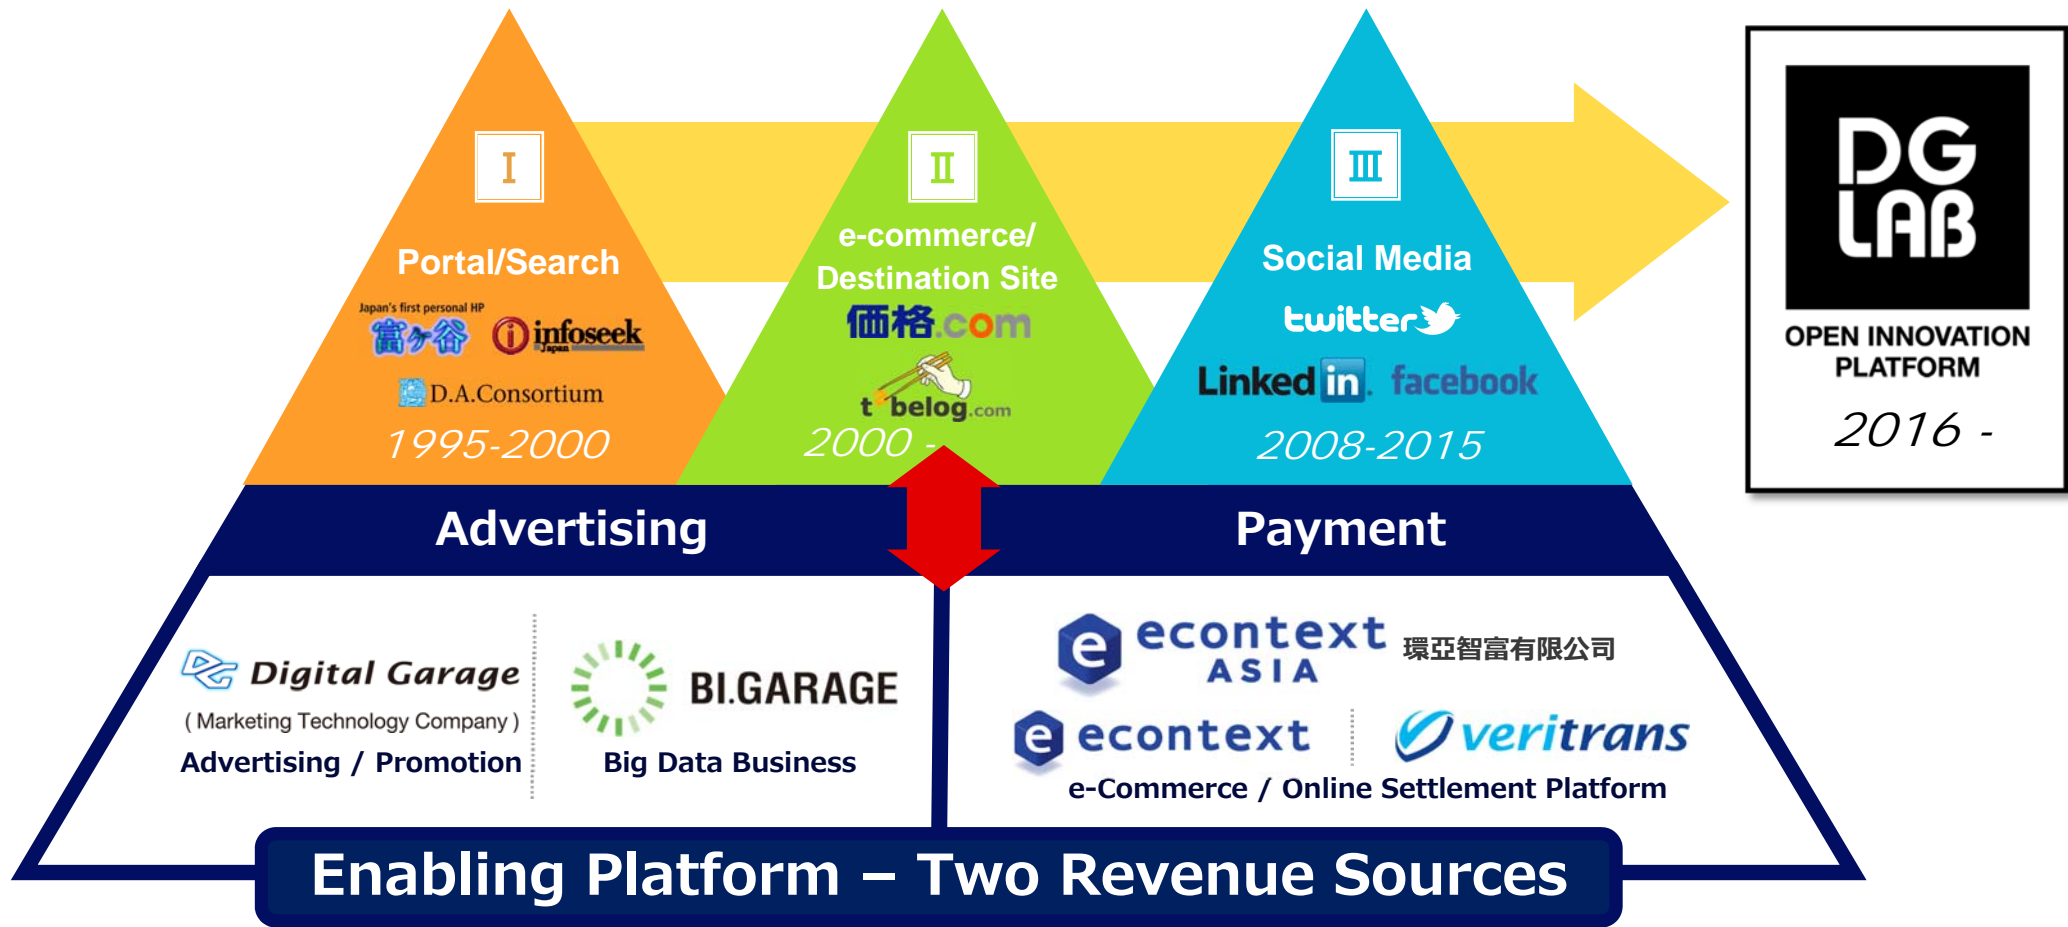 I
Portal/Search
Japan's first personal HP
富ヶ谷
infoseek
Japan
D.A.Consortium
1995-2000
II
e-commerce/
Destination Site
価格.com
tabelog.com
2000 -
III
Social Media
twitter
Linked in.
facebook
2008-2015
DG
LAB
OPEN INNOVATION
PLATFORM
2016 -
Advertising
Payment
Digital Garage
( Marketing Technology Company )
Advertising / Promotion
BI.GARAGE
Big Data Business
e econtext
ASIA
環亞智富有限公司
e econtext
veritrans
e-Commerce / Online Settlement Platform
Enabling Platform – Two Revenue Sources